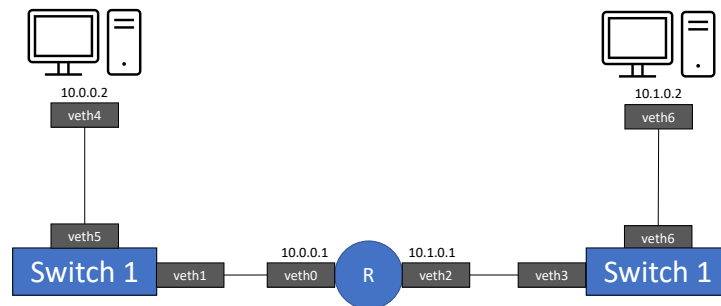 10.0.0.2
veth4
10.1.0.2
veth6
veth5
Switch 1
veth1
10.0.0.1
veth0
R
10.1.0.1
veth2
veth3
veth6
Switch 1